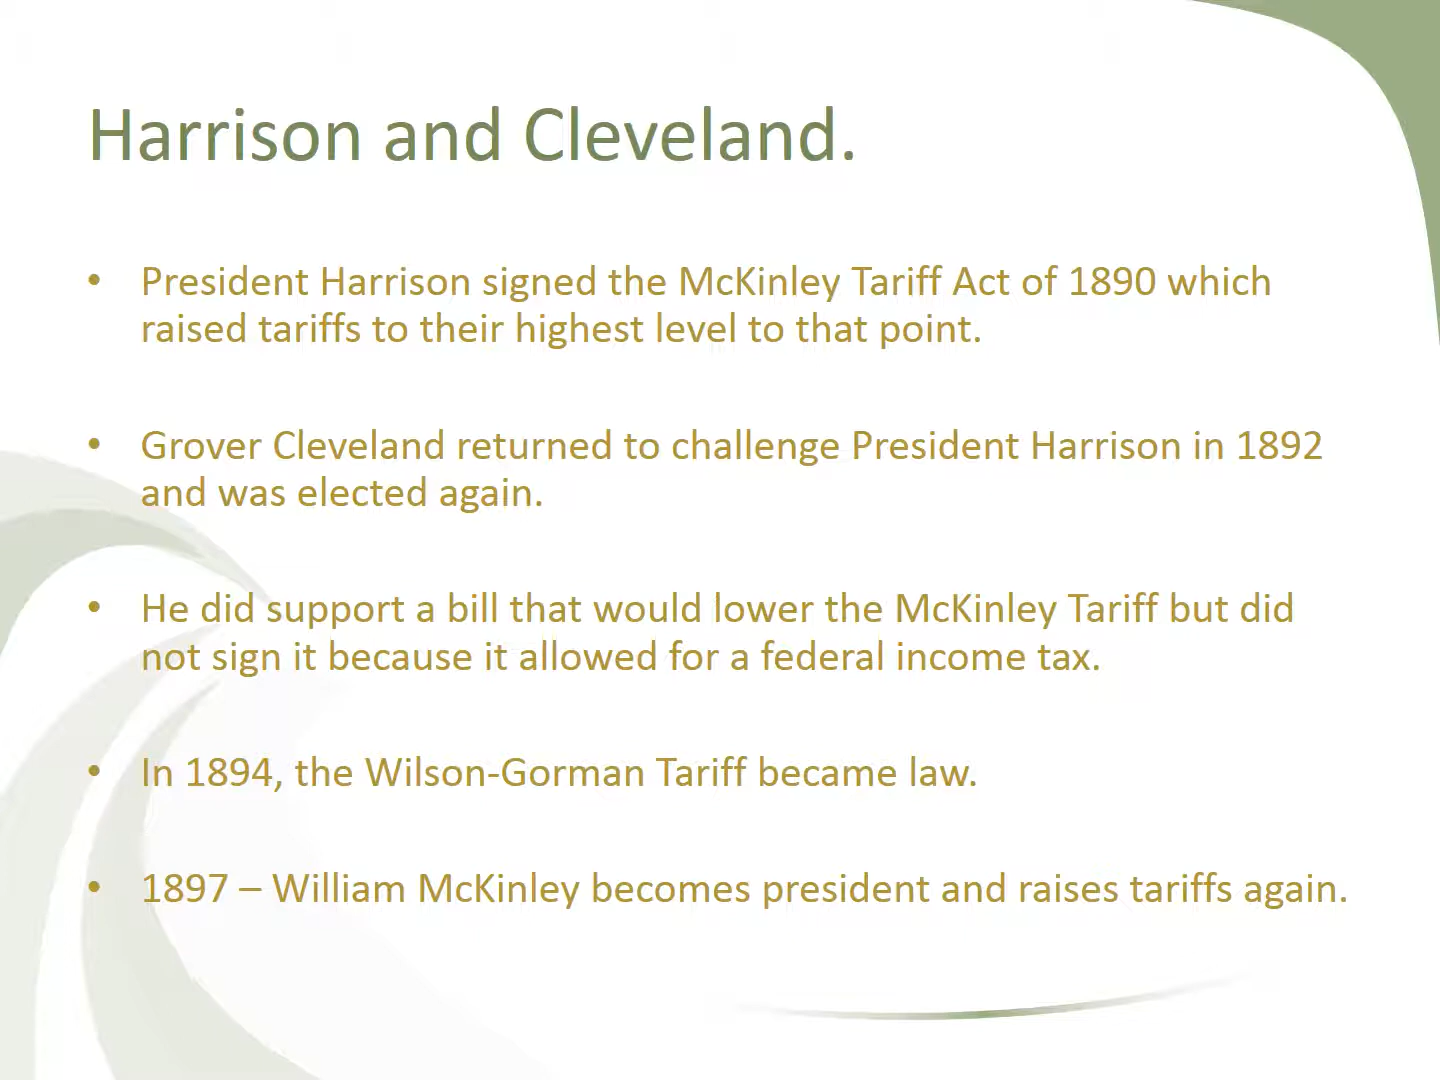 Harrison and Cleveland.
• President Harrison signed the McKinley Tariff Act of 1890 which
raised tariffs to their highest level to that point.
• Grover Cleveland returned to challenge President Harrison in 1892
and was elected again.
• He did support a bill that would lower the McKinley Tariff but did
not sign it because it allowed for a federal income tax.
• In 1894, the Wilson-Gorman Tariff became law.
• 1897 – William McKinley becomes president and raises tariffs again.